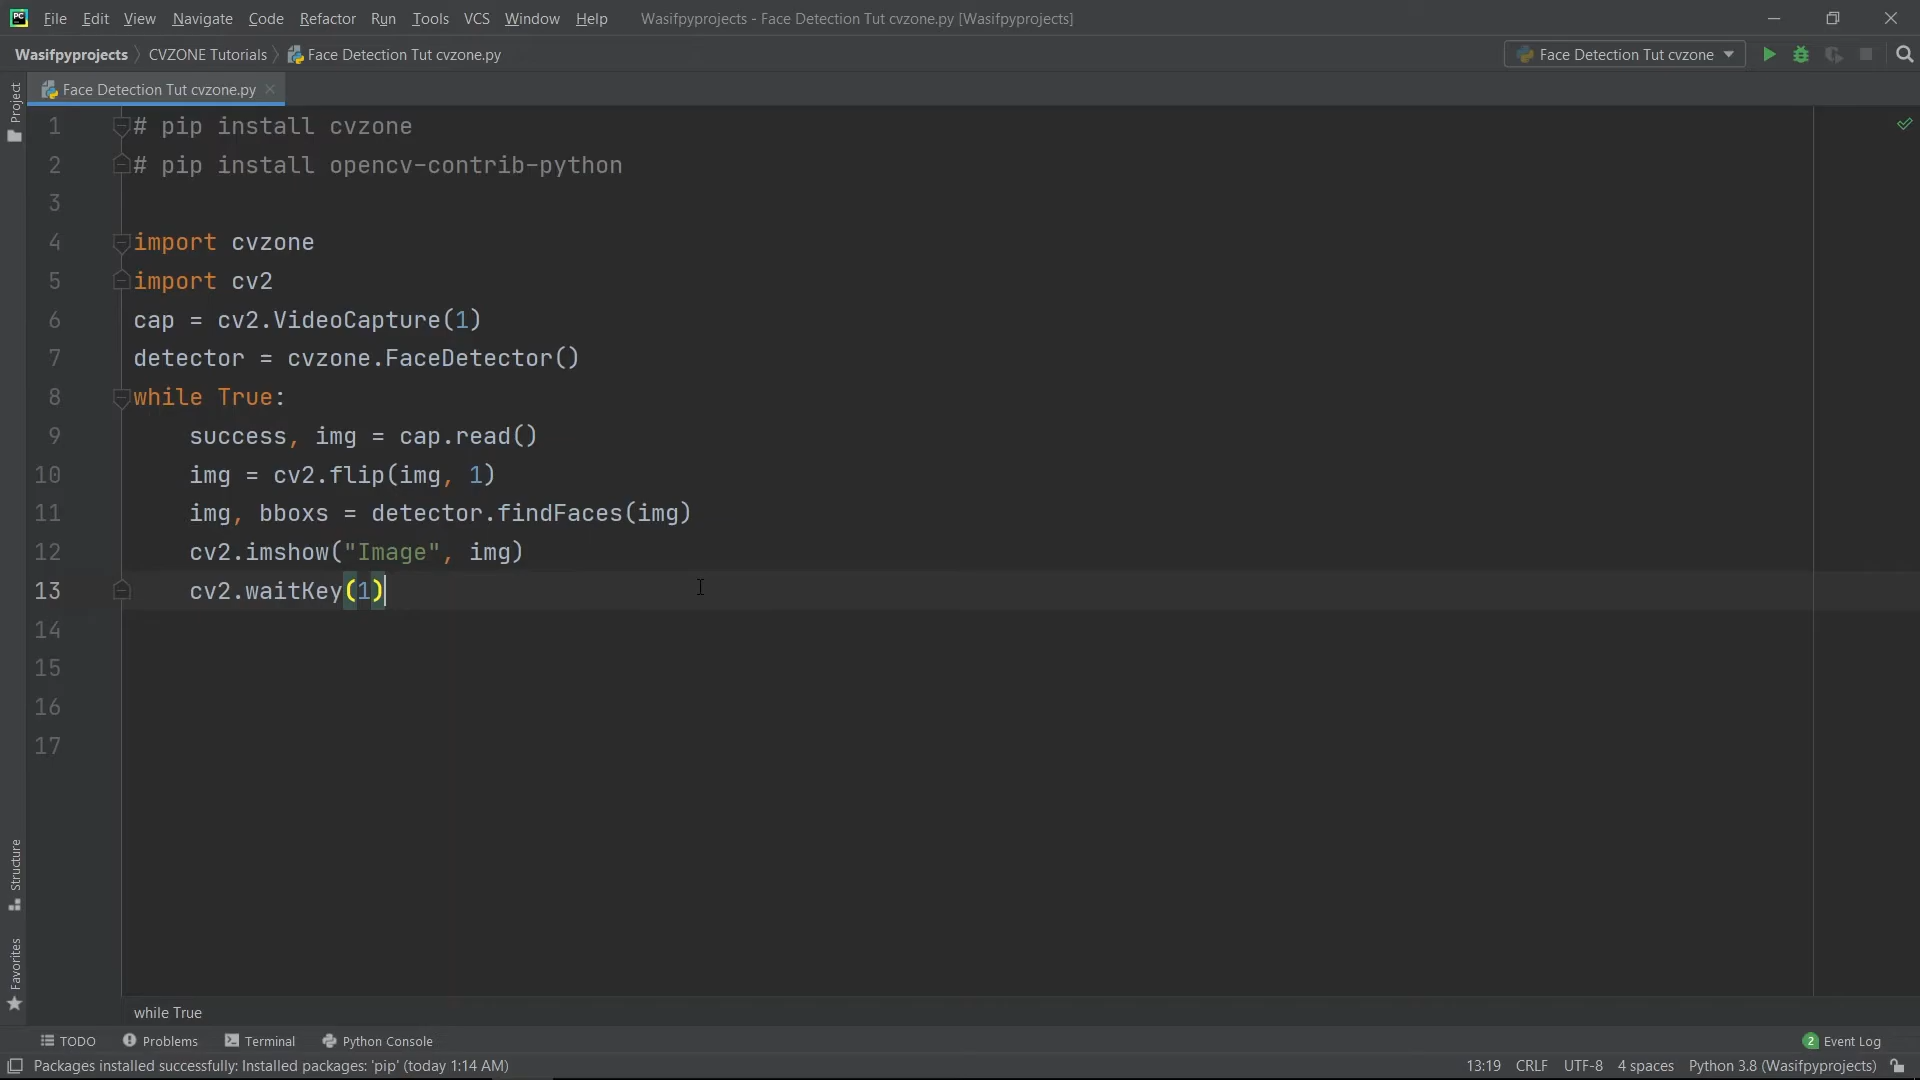 File Edit View Navigate Code Refactor Run Tools VCS Window Help Wasifpyprojects - Face Detection Tut cvzone.py [Wasifpyprojects]
Wasifpyprojects CVZONE Tutorials Face Detection Tut cvzone.py Face Detection Tut cvzone
Face Detection Tut cvzone.py
Project
1 # pip install cvzone
2 # pip install opencv-contrib-python
3
4 import cvzone
5 import cv2
6 cap = cv2.VideoCapture(1)
7 detector = cvzone.FaceDetector()
8 while True:
9 success, img = cap.read()
10 img = cv2.flip(img, 1)
11 img, bboxs = detector.findFaces(img)
12 cv2.imshow("Image", img)
13 cv2.waitKey(1)
14
15
16
17
Structure
Favorites
while True
TODO Problems Terminal Python Console 2 Event Log
Packages installed successfully: Installed packages: 'pip' (today 1:14 AM) 13:19 CRLF UTF-8 4 spaces Python 3.8 (Wasifpyprojects)